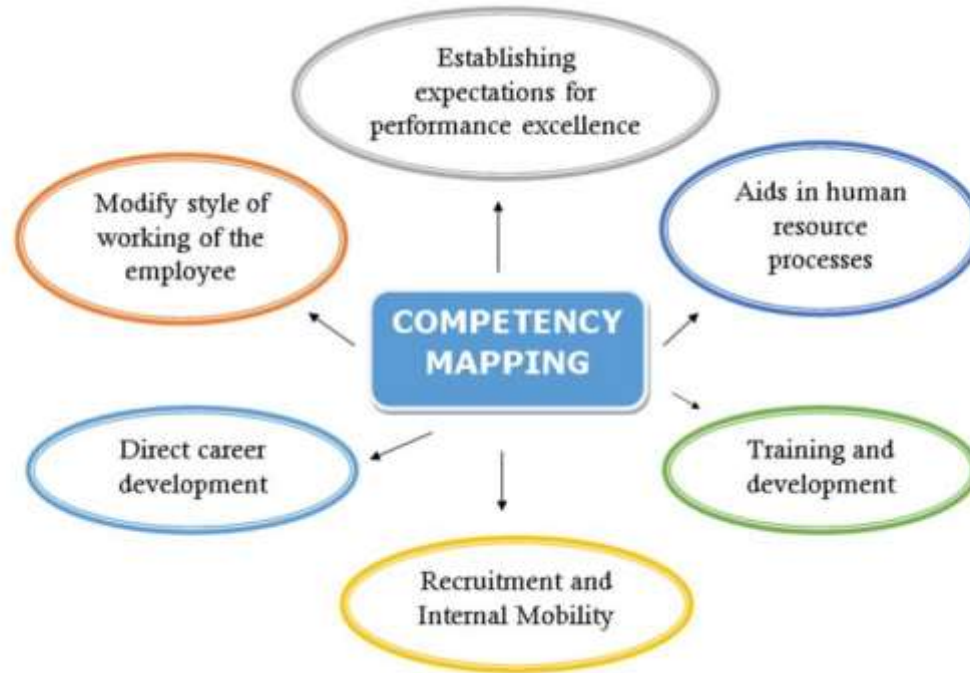 Establishing
expectations for
performance excellence
Modify style of
working of the
employee
Aids in human
resource
processes
COMPETENCY
MAPPING
Direct career
development
Training and
development
Recruitment and
Internal Mobility